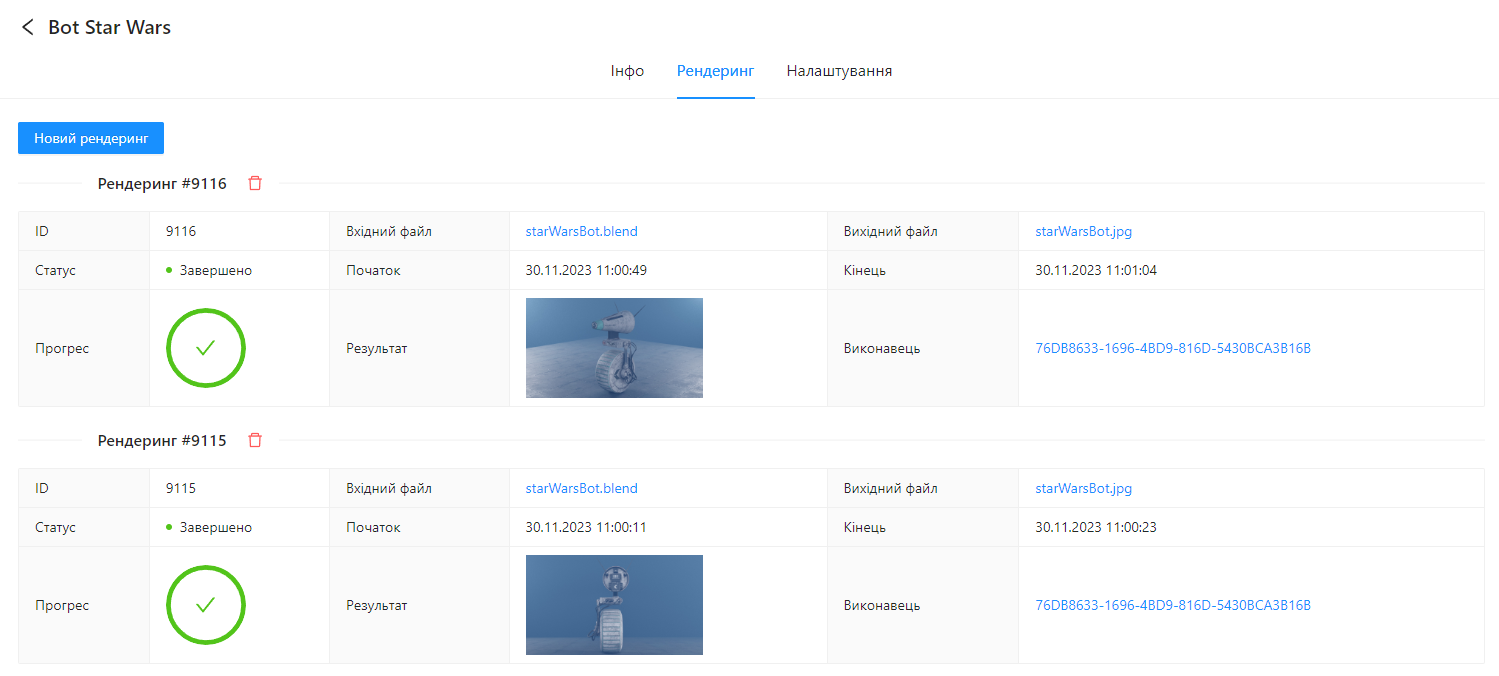 Bot Star Wars
Інфо Рендеринг Налаштування
Новий рендеринг
Рендеринг #9116
ID 9116 Вхідний файл starWarsBot.blend Вихідний файл starWarsBot.jpg
Статус Завершено Початок 30.11.2023 11:00:49 Кінець 30.11.2023 11:01:04
Прогрес Результат Виконавець 76DB8633-1696-4BD9-816D-5430BCA3B16B
Рендеринг #9115
ID 9115 Вхідний файл starWarsBot.blend Вихідний файл starWarsBot.jpg
Статус Завершено Початок 30.11.2023 11:00:11 Кінець 30.11.2023 11:00:23
Прогрес Результат Виконавець 76DB8633-1696-4BD9-816D-5430BCA3B16B